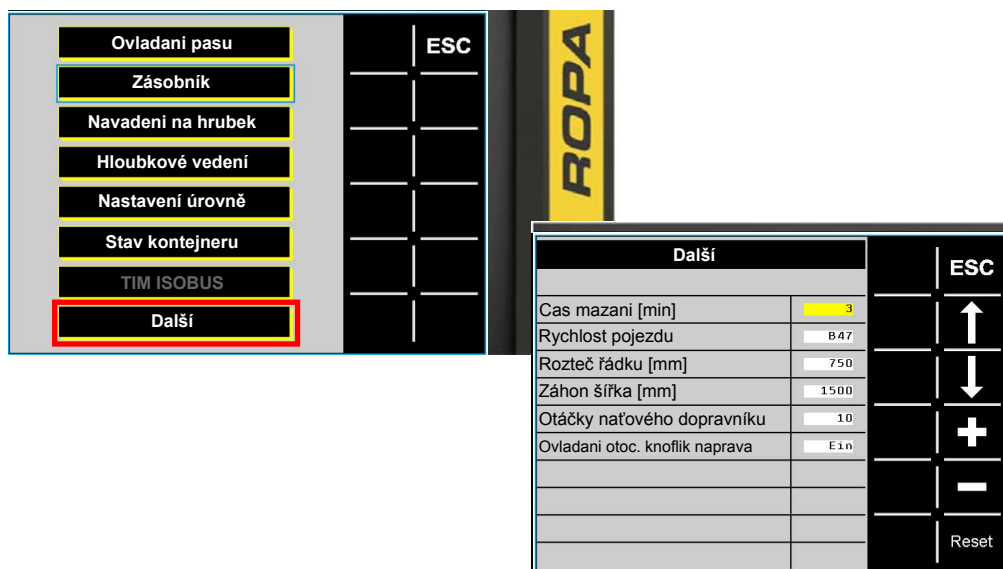 Ovladani pasu
ESC
Zásobník
Navadeni na hrubek
Hloubkové vedení
Nastavení úrovně
Stav kontejneru
TIM ISOBUS
Další
ROPA
Další
ESC
Cas mazani [min] 3
Rychlost pojezdu B47
Rozteč řádku [mm] 750
Záhon šířka [mm] 1500
Otáčky naťového dopravníku 10
Ovladani otoc. knoflik naprava Ein
Reset